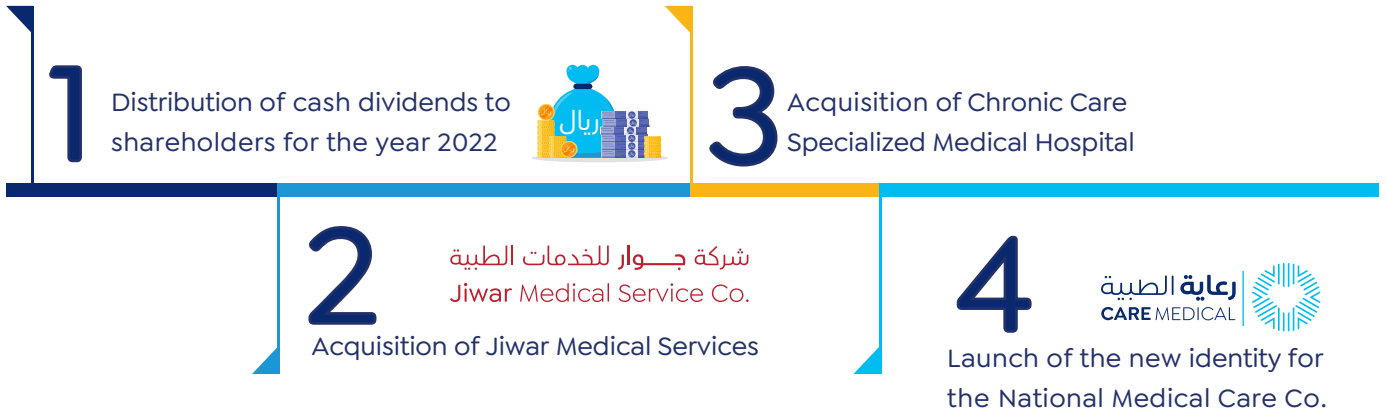 1
Distribution of cash dividends to
shareholders for the year 2022
ريال
2
شركة جـــوار للخدمات الطبية
Jiwar Medical Service Co.
Acquisition of Jiwar Medical Services
3
Acquisition of Chronic Care
Specialized Medical Hospital
4
رعاية الطبية
CARE MEDICAL
Launch of the new identity for
the National Medical Care Co.